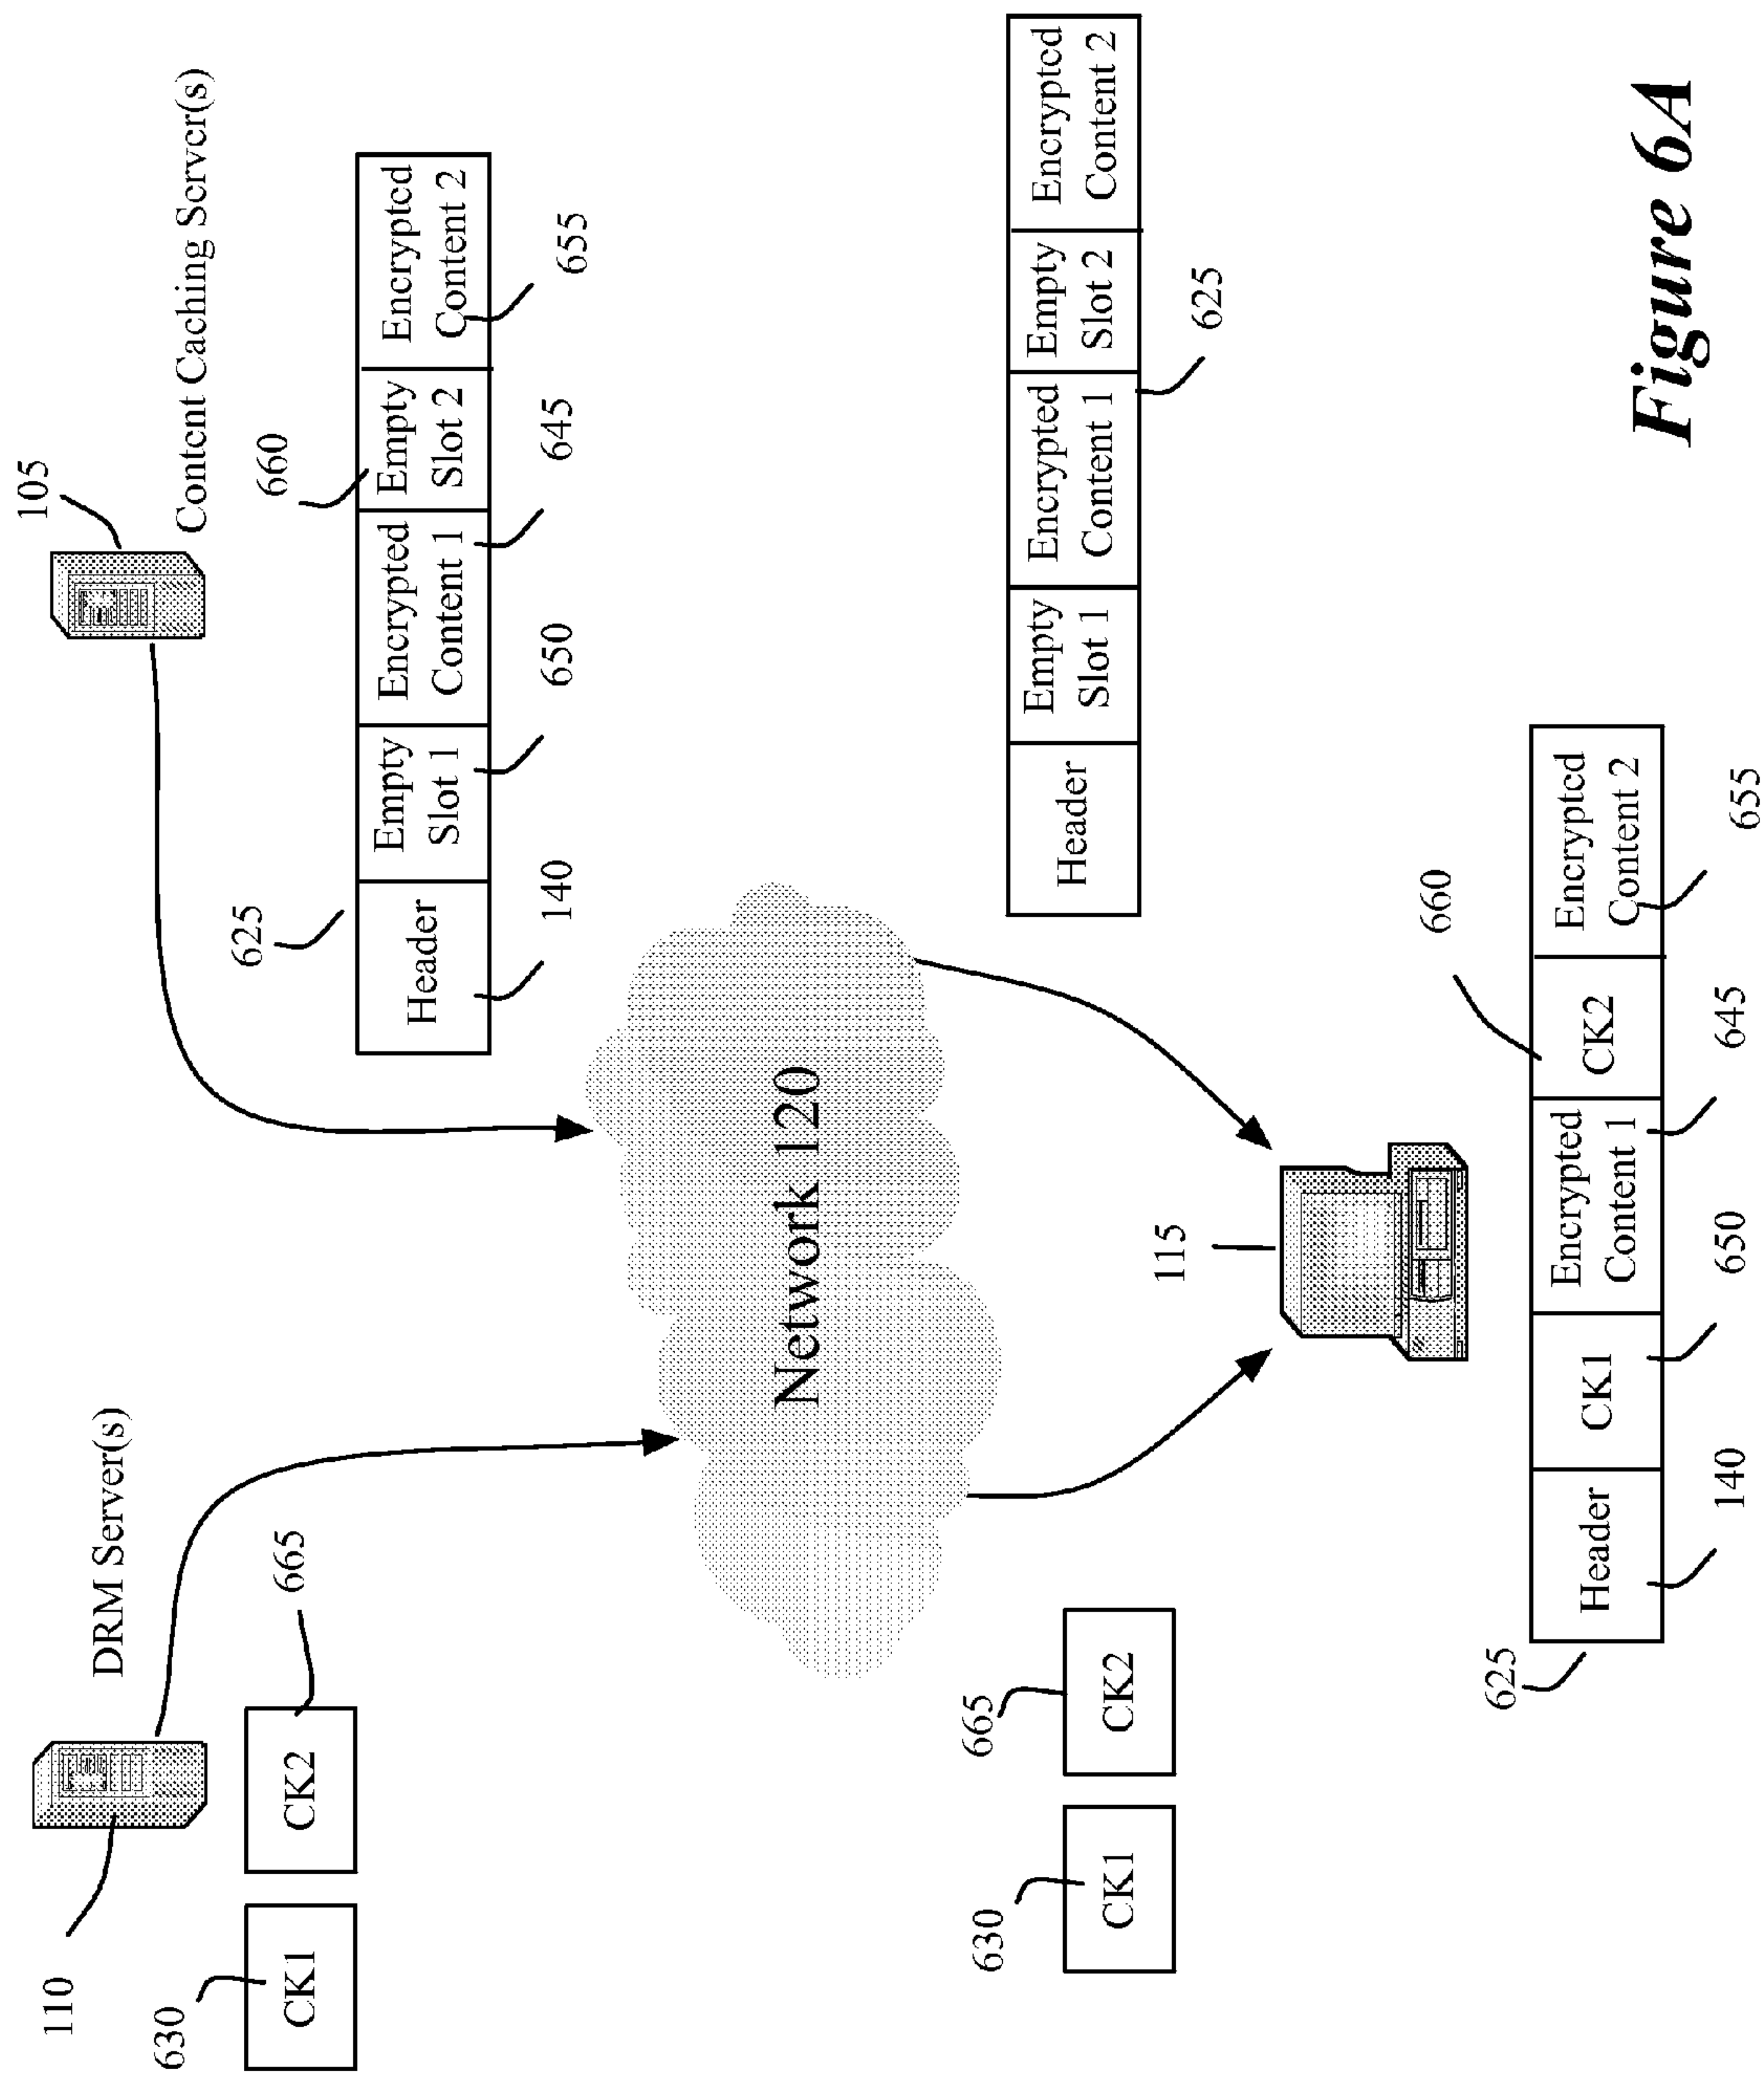 110
105
DRM Server(s)
Content Caching Server(s)
630
665
CK1
CK2
625
660
Header
Empty
Slot 1
Encrypted
Content 1
Empty
Slot 2
Encrypted
Content 2
140
650
645
655
Network 120
630
665
CK1
CK2
Header
Empty
Slot 1
Encrypted
Content 1
Empty
Slot 2
Encrypted
Content 2
625
115
625
660
Header
CK1
Encrypted
Content 1
CK2
Encrypted
Content 2
140
650
645
655
Figure 6A